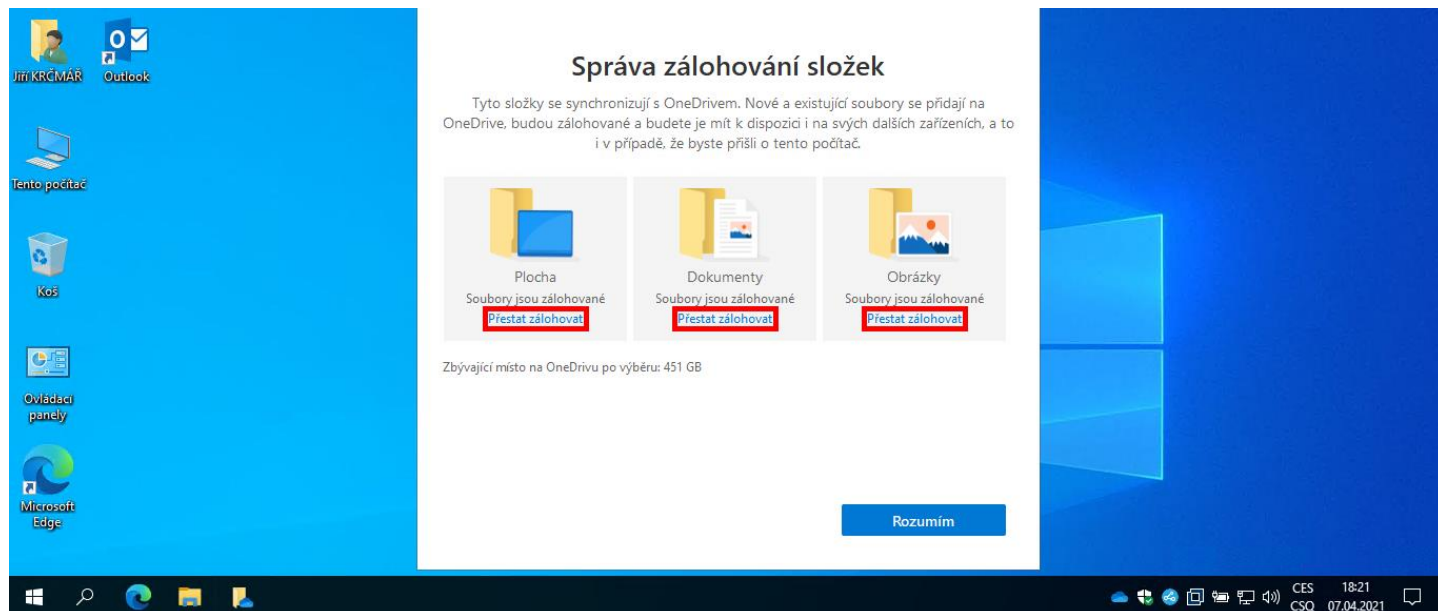 Jiří KRČMÁŘ
Outlook
Tento počítač
Koš
Ovládací
panely
Microsoft
Edge
Správa zálohování složek
Tyto složky se synchronizují s OneDrivem. Nové a existující soubory se přidají na
OneDrive, budou zálohované a budete je mít k dispozici i na svých dalších zařízeních, a to
i v případě, že byste přišli o tento počítač.
Plocha
Soubory jsou zálohované
Přestat zálohovat
Dokumenty
Soubory jsou zálohované
Přestat zálohovat
Obrázky
Soubory jsou zálohované
Přestat zálohovat
Zbývající místo na OneDrivu po výběru: 451 GB
Rozumím
CES
CSQ
18:21
07.04.2021